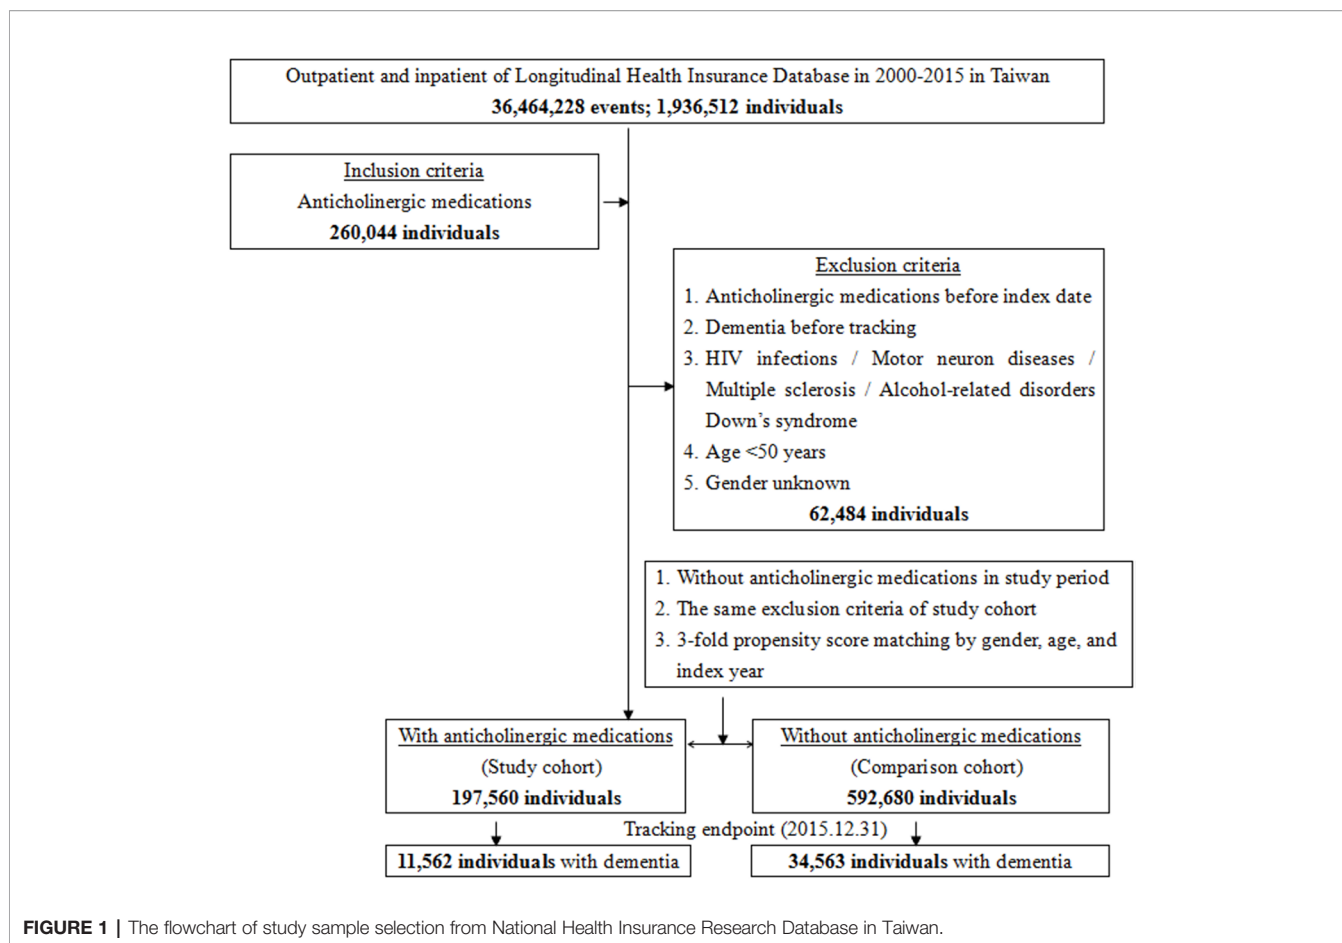 Outpatient and inpatient of Longitudinal Health Insurance Database in 2000-2015 in Taiwan
36,464,228 events; 1,936,512 individuals
Inclusion criteria
Anticholinergic medications
260,044 individuals
Exclusion criteria
1. Anticholinergic medications before index date
2. Dementia before tracking
3. HIV infections / Motor neuron diseases /
Multiple sclerosis / Alcohol-related disorders
Down's syndrome
4. Age <50 years
5. Gender unknown
62,484 individuals
1. Without anticholinergic medications in study period
2. The same exclusion criteria of study cohort
3. 3-fold propensity score matching by gender, age, and
index year
With anticholinergic medications
(Study cohort)
197,560 individuals
Without anticholinergic medications
(Comparison cohort)
592,680 individuals
Tracking endpoint (2015.12.31)
11,562 individuals with dementia
34,563 individuals with dementia
FIGURE 1 | The flowchart of study sample selection from National Health Insurance Research Database in Taiwan.